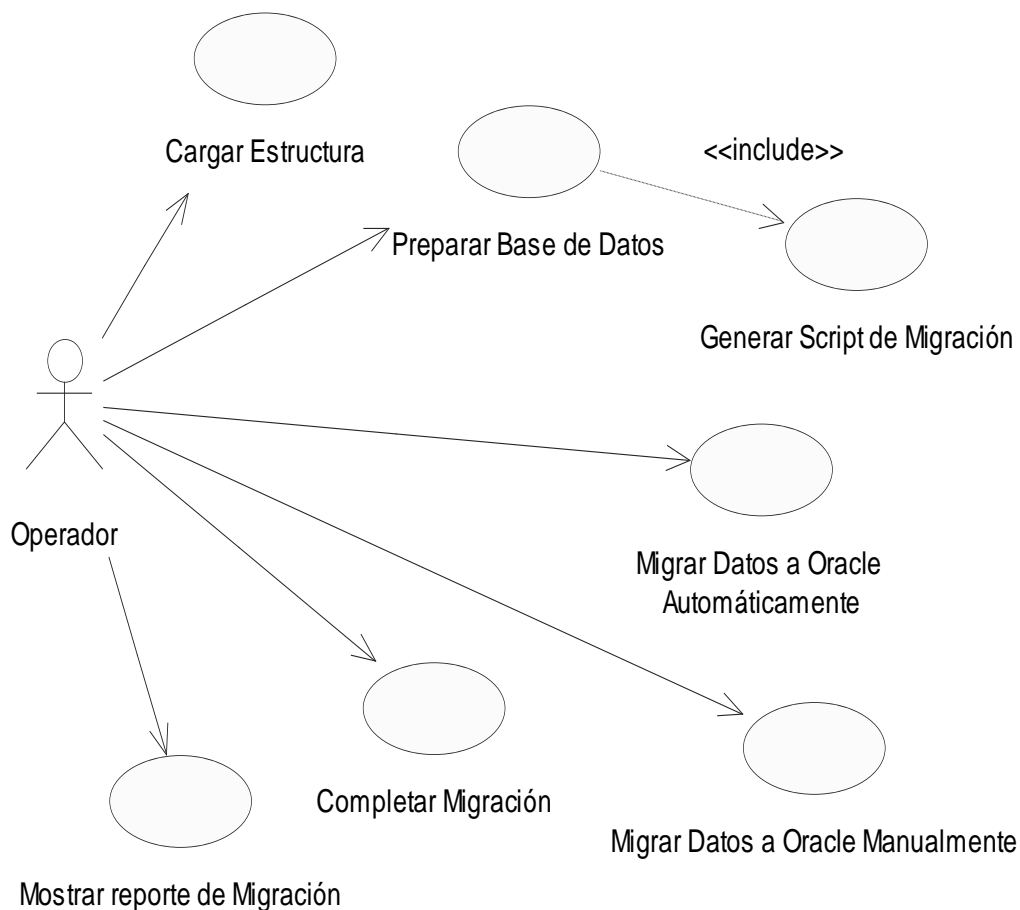 Cargar Estructura
<<include>>
Preparar Base de Datos
Generar Script de Migración
Operador
Migrar Datos a Oracle
Automáticamente
Completar Migración
Migrar Datos a Oracle Manualmente
Mostrar reporte de Migración